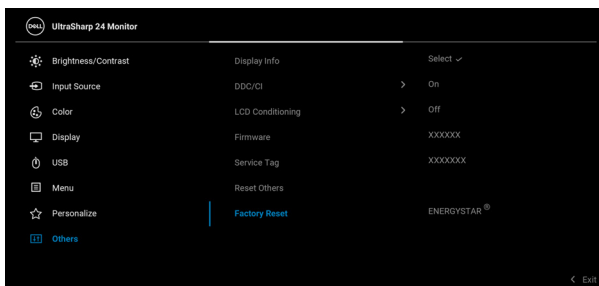 DELL UltraSharp 24 Monitor
Brightness/Contrast Display Info Select ✓
Input Source DDC/CI > On
Color LCD Conditioning > Off
Display Firmware XXXXXX
USB Service Tag XXXXXXX
Menu Reset Others
Personalize Factory Reset ENERGYSTAR ®
Others
< Exit